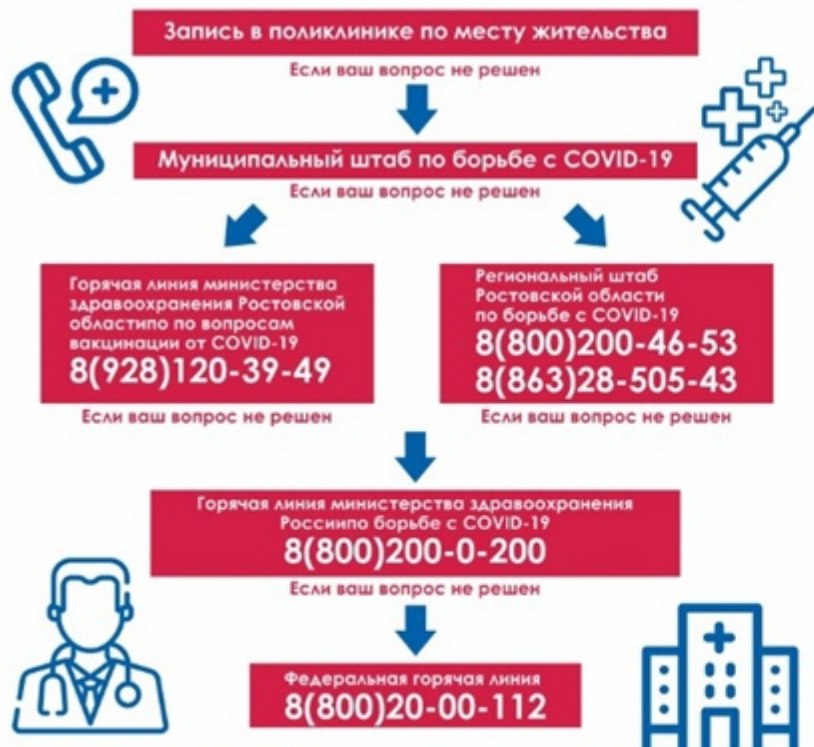 Запись в поликлинике по месту жительства
Если ваш вопрос не решен
Муниципальный штаб по борьбе с COVID-19
Если ваш вопрос не решен
Горячая линия министерства
здравоохранения Ростовской
областипо по вопросам
вакцинации от COVID-19
8(928)120-39-49
Если ваш вопрос не решен
Региональный штаб
Ростовской области
по борьбе с COVID-19
8(800)200-46-53
8(863)28-505-43
Если ваш вопрос не решен
Горячая линия министерства здравоохранения
Россиипо борьбе с COVID-19
8(800)200-0-200
Если ваш вопрос не решен
Федеральная горячая линия
8(800)20-00-112